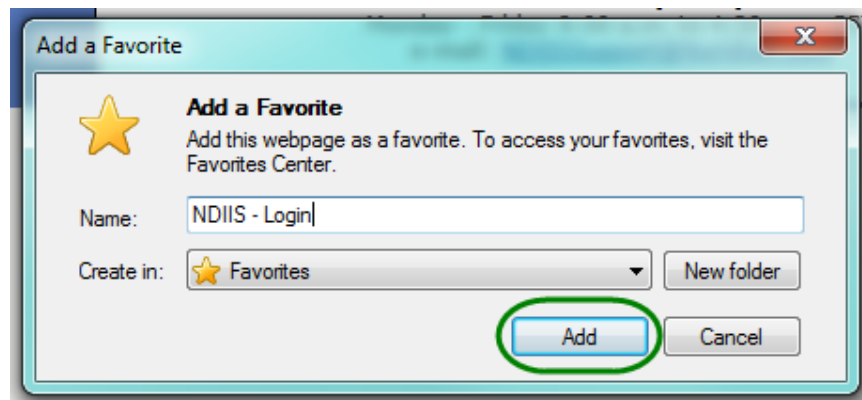 Add a Favorite
Add a Favorite
Add this webpage as a favorite. To access your favorites, visit the
Favorites Center.
Name:
NDIIS - Login
Create in:
Favorites
New folder
Add
Cancel